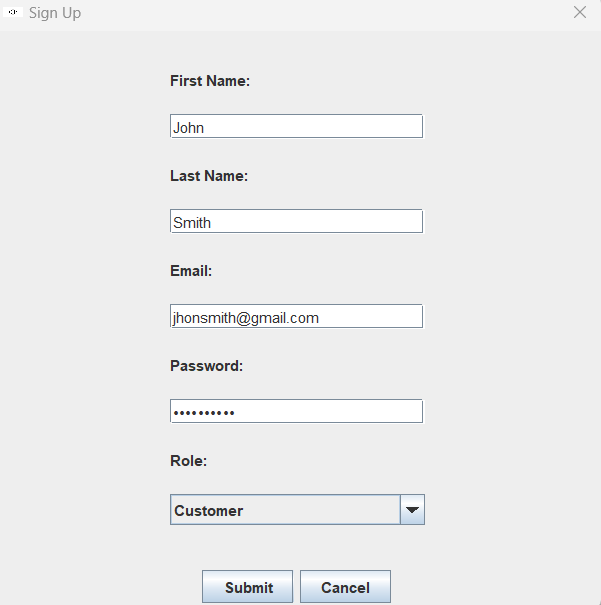 Sign Up
First Name:
John
Last Name:
Smith
Email:
jhonsmith@gmail.com
Password:
••••••••••
Role:
Customer
Submit Cancel